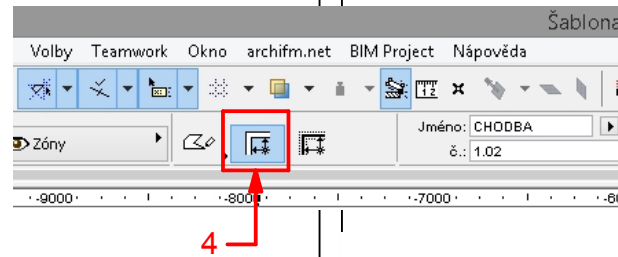 Šablona
Volby Teamwork Okno archifm.net BIM Project Nápověda
Zóny Jméno: CHODBA
č.: 1.02
-9000 -8000 -7000
4